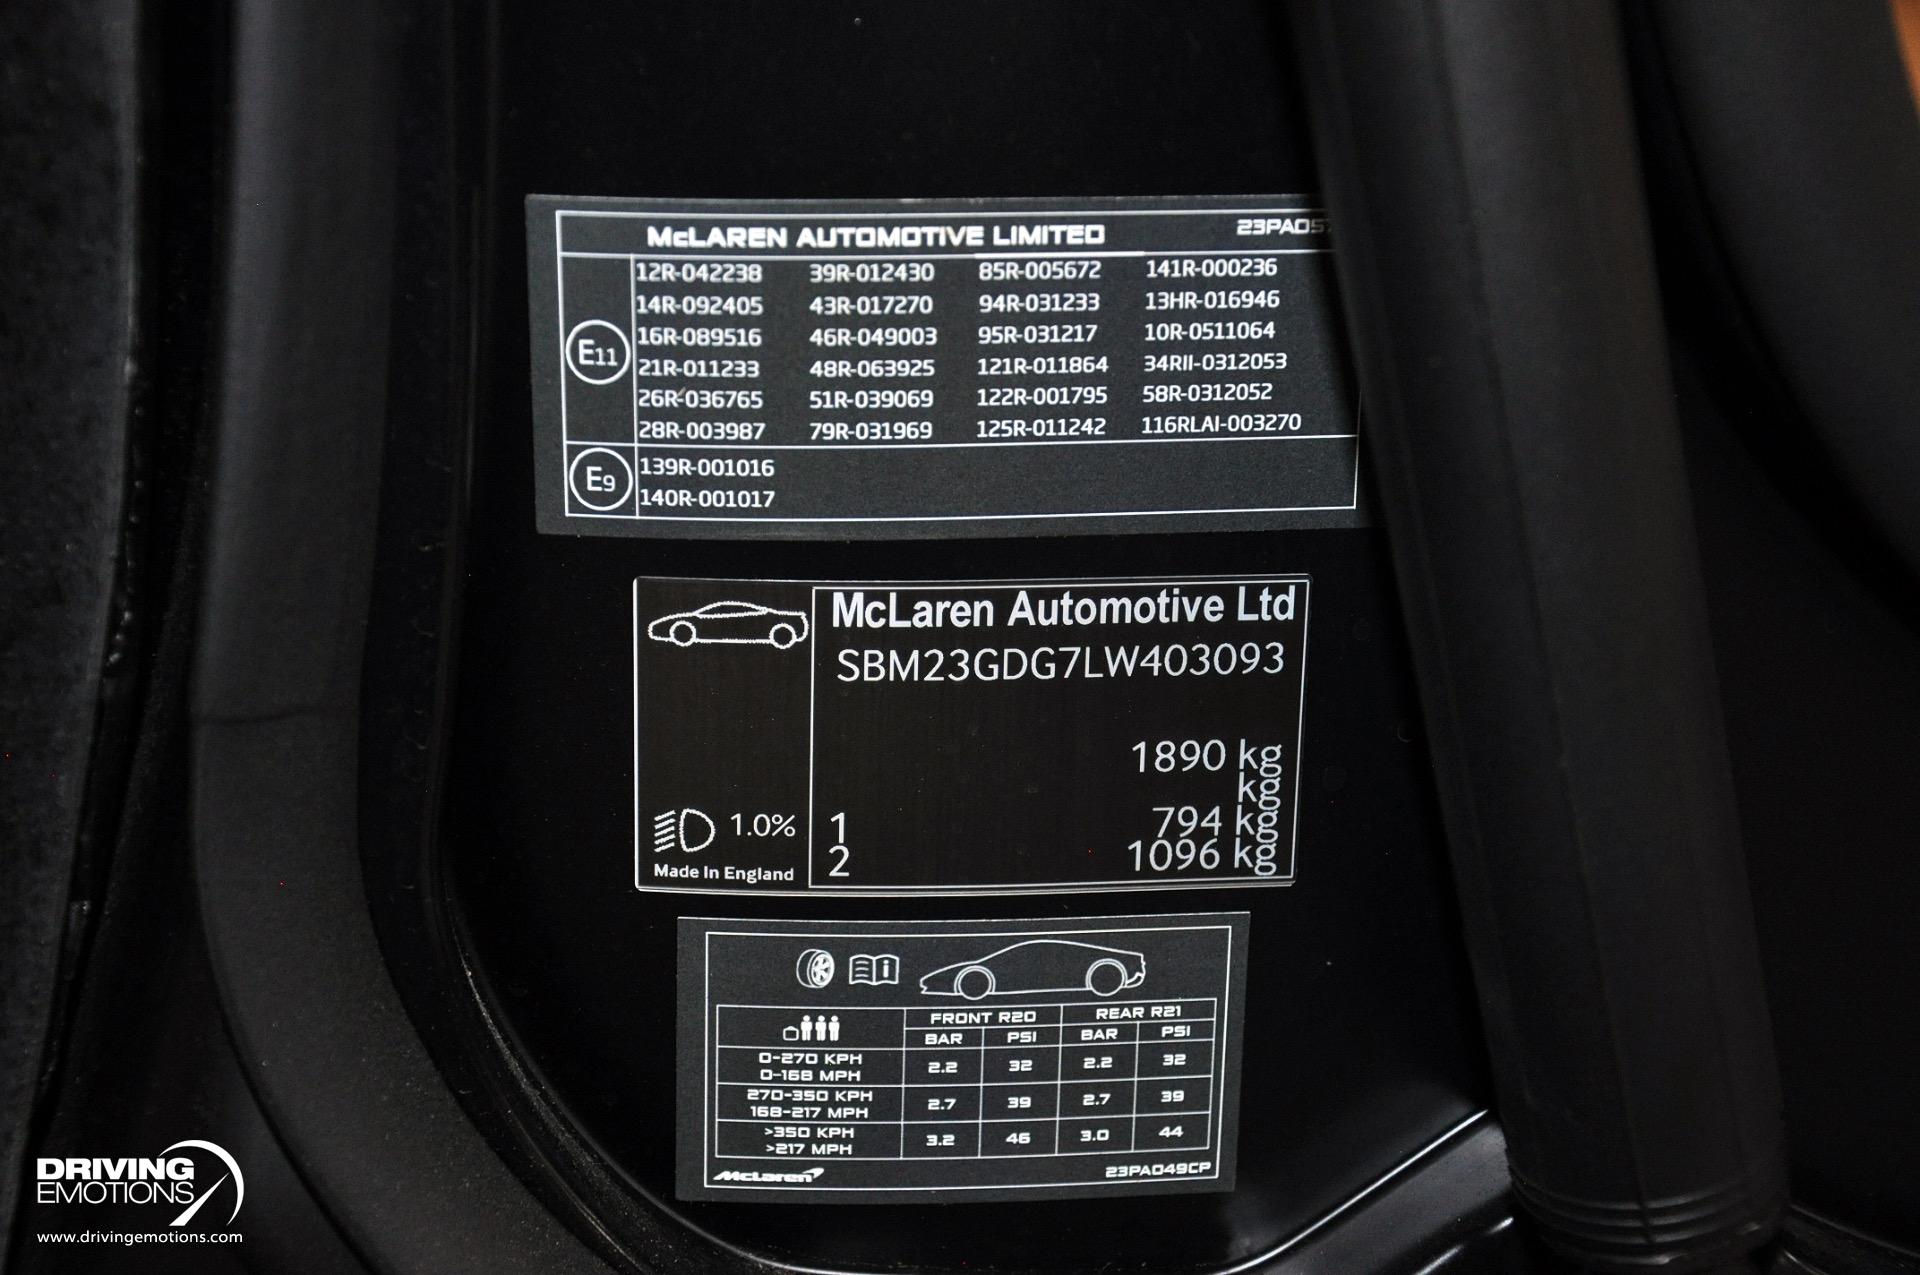 McLAREN AUTOMOTIVE LIMITED 23PA057
12R-042238 39R-012430 85R-005672 141R-000236
14R-092405 43R-017270 94R-031233 13HR-016946
16R-089516 46R-049003 95R-031217 10R-0511064
E11
21R-011233 48R-063925 121R-011864 34RII-0312053
26R-036765 51R-039069 122R-001795 58R-0312052
28R-003987 79R-031969 125R-011242 116RLAI-003270
E9
139R-001016
140R-001017
McLaren Automotive Ltd
SBM23GDG7LW403093
1890 kg
kg
1 794 kg
2 1096 kg
1.0%
Made In England
FRONT R20 REAR R21
BAR PSI BAR PSI
0-270 KPH
0-168 MPH
2.2 32 2.2 32
270-350 KPH
168-217 MPH
2.7 39 2.7 39
>350 KPH
>217 MPH
3.2 46 3.0 44
McLaren 23PA049CP
DRIVING
EMOTIONS
www.drivingemotions.com